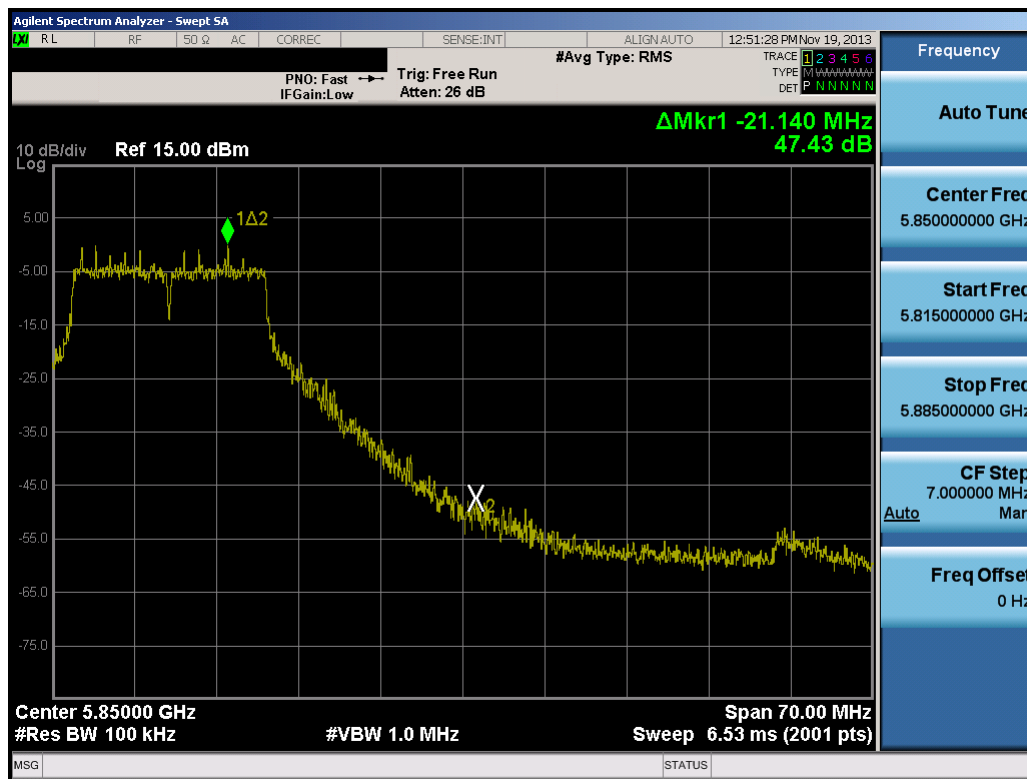 Agilent Spectrum Analyzer - Swept SA
LXI RL RF 50 Ω AC CORREC SENSE:INT ALIGN AUTO 12:51:28 PM Nov 19, 2013
PNO: Fast Trig: Free Run #Avg Type: RMS TRACE 1 2 3 4 5 6
IFGain:Low Atten: 26 dB TYPE M WWWWW
DET P N N N N N
ΔMkr1 -21.140 MHz
47.43 dB
10 dB/div Ref 15.00 dBm
Log
5.00
-5.00
-15.0
-25.0
-35.0
-45.0
-55.0
-65.0
-75.0
1Δ2
X2
Center 5.85000 GHz Span 70.00 MHz
#Res BW 100 kHz #VBW 1.0 MHz Sweep 6.53 ms (2001 pts)
MSG STATUS
Frequency
Auto Tune
Center Freq
5.850000000 GHz
Start Freq
5.815000000 GHz
Stop Freq
5.885000000 GHz
CF Step
7.000000 MHz
Auto Man
Freq Offset
0 Hz